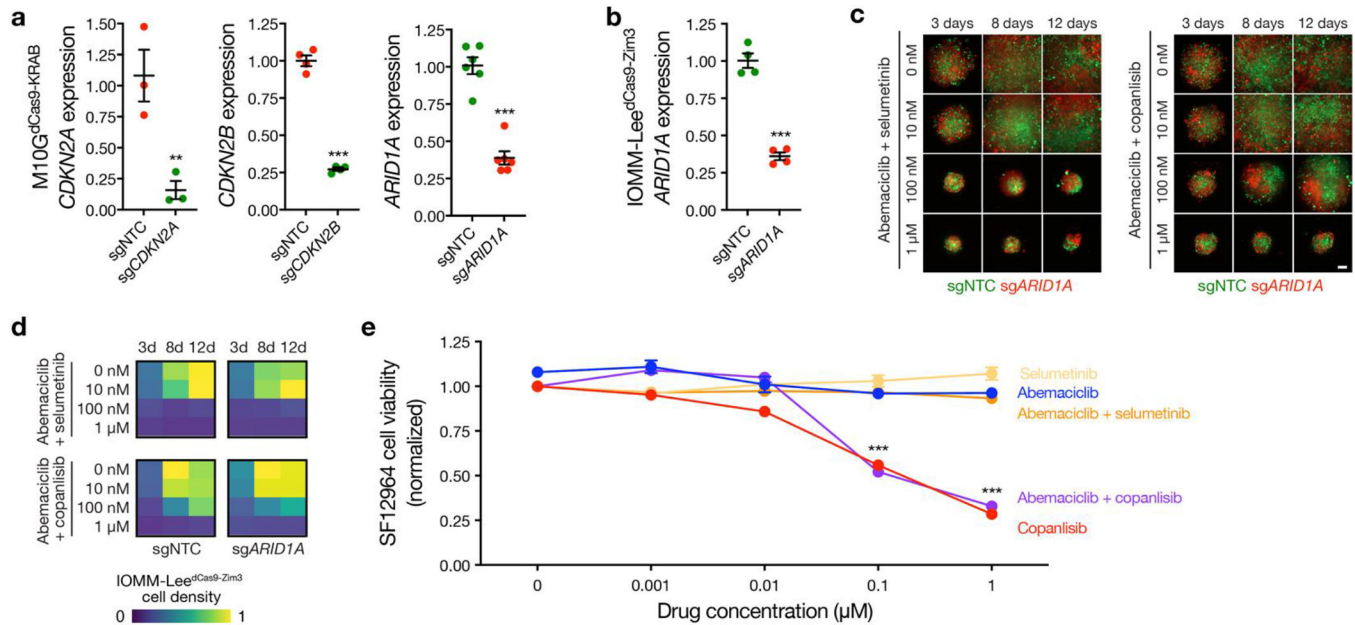 a
M10G^dCas9-KRAB
CDKN2A expression
1.50
1.25
1.00
0.75
0.50
0.25
0.00
**
sgNTC
sgCDKN2A
CDKN2B expression
1.25
1.00
0.75
0.50
0.25
0.00
***
sgNTC
sgCDKN2B
ARID1A expression
1.25
1.00
0.75
0.50
0.25
0.00
***
sgNTC
sgARID1A
b
IOMM-Lee^dCas9-Zim3
ARID1A expression
1.25
1.00
0.75
0.50
0.25
0.00
***
sgNTC
sgARID1A
c
3 days 8 days 12 days
Abemaciclib + selumetinib
0 nM
10 nM
100 nM
1 µM
sgNTC sgARID1A
3 days 8 days 12 days
Abemaciclib + copanlisib
0 nM
10 nM
100 nM
1 µM
sgNTC sgARID1A
d
3d 8d 12d 3d 8d 12d
Abemaciclib
+ selumetinib
0 nM
10 nM
100 nM
1 µM
Abemaciclib
+ copanlisib
0 nM
10 nM
100 nM
1 µM
sgNTC sgARID1A
IOMM-Lee^dCas9-Zim3
cell density
0 1
e
SF12964 cell viability
(normalized)
1.25
1.00
0.75
0.50
0.25
0.00
Selumetinib
Abemaciclib
Abemaciclib + selumetinib
***
***
Abemaciclib + copanlisib
Copanlisib
0 0.001 0.01 0.1 1
Drug concentration (µM)